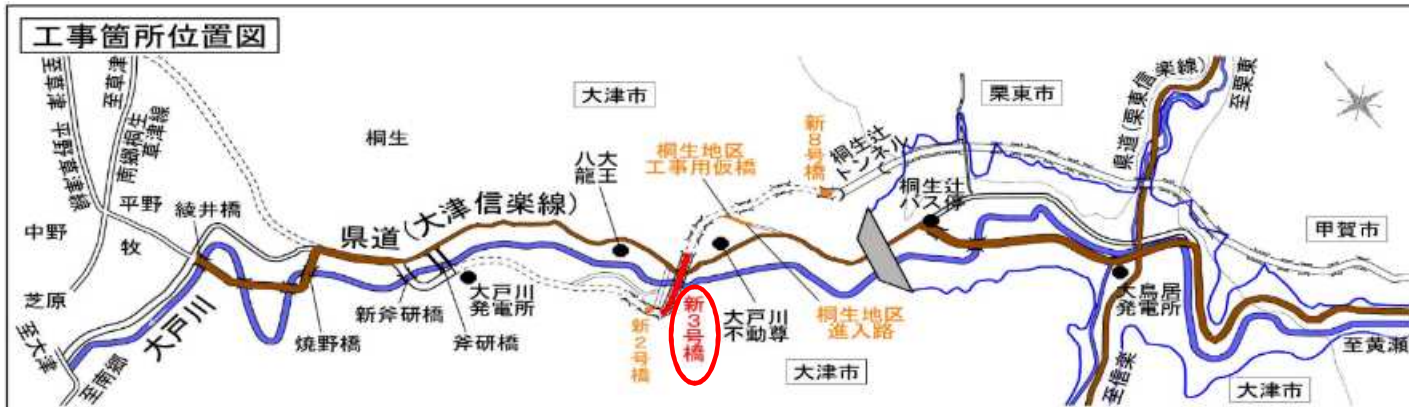 工事箇所位置図
至草津
平野草津線
至草津
南郷桐生
草津線
中野
平野
牧
芝原
至大津
至南郷
綾井橋
大戸川
焼野橋
桐生
県道(大津信楽線)
新斧研橋
斧研橋
大戸川
発電所
大津市
八大
龍王
新2号橋
新3号橋
桐生地区
工事用仮橋
大戸川
不動尊
新8号橋
桐生辻
トンネル
桐生地区
進入路
大津市
栗東市
桐生辻
バス停
県道(栗東信楽線)
至栗東
大鳥居
発電所
至信楽
甲賀市
至黄瀬
大津市